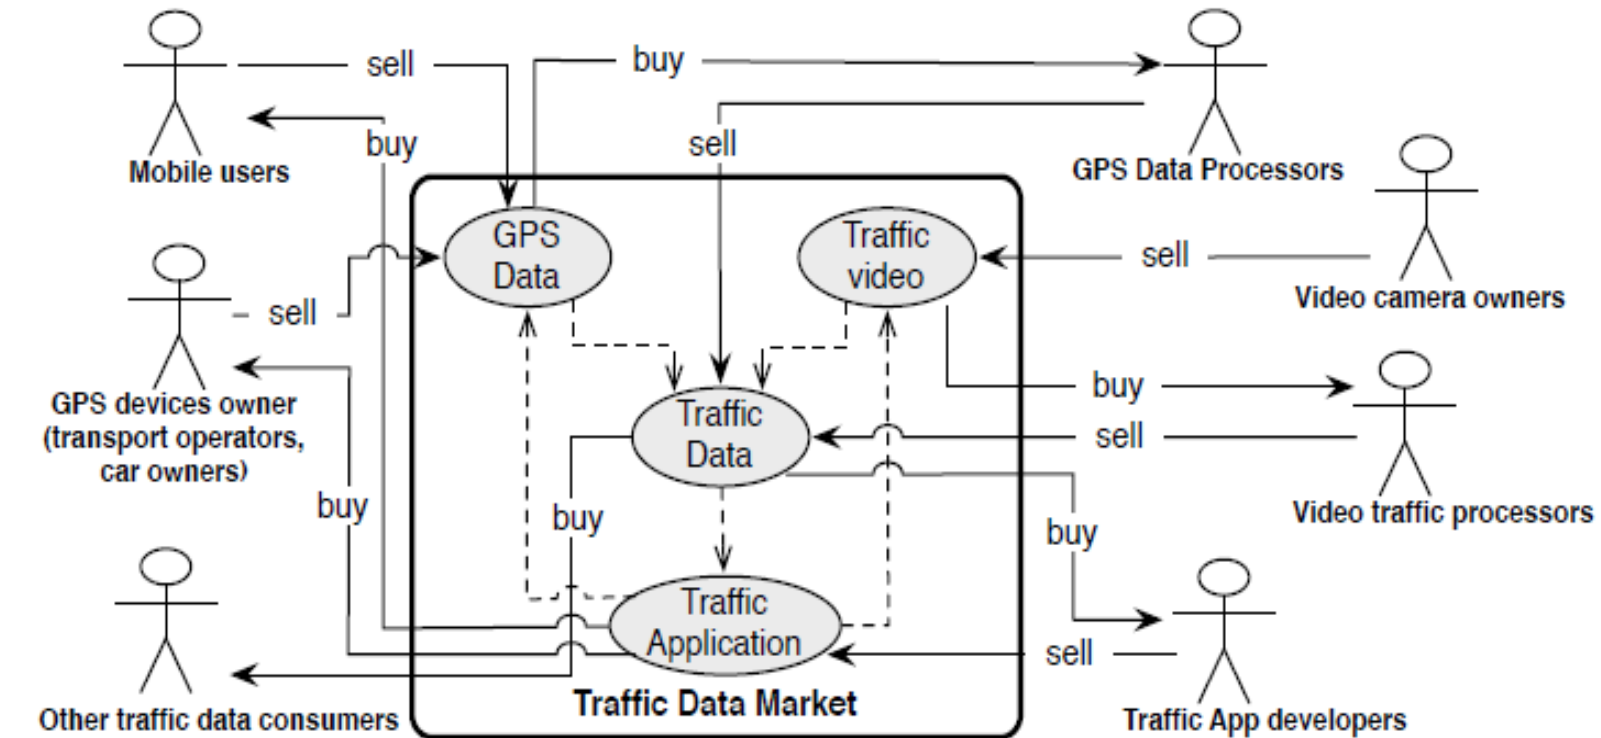 sell
buy
buy
sell
Mobile users
GPS Data Processors
GPS
Data
Traffic
video
sell
Video camera owners
sell
GPS devices owner
(transport operators,
car owners)
buy
Traffic
Data
sell
buy
buy
Video traffic processors
buy
Traffic
Application
sell
Traffic Data Market
Other traffic data consumers
Traffic App developers